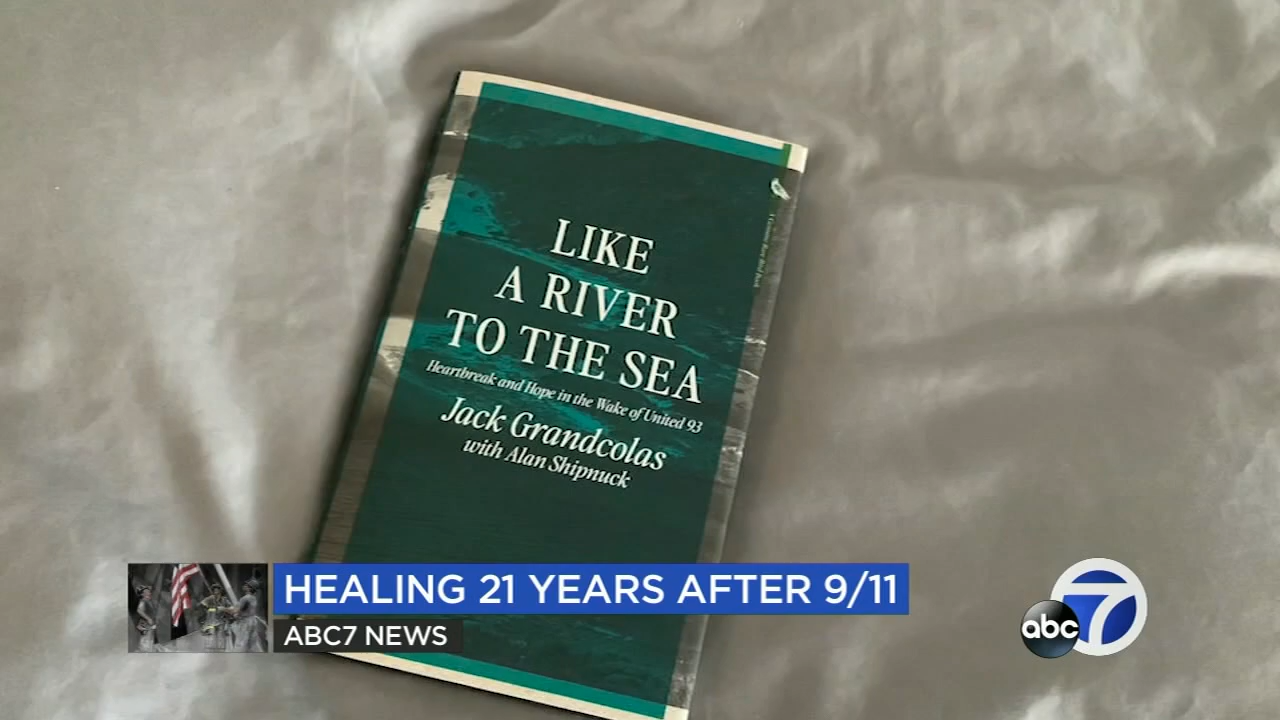 LIKE
A RIVER
TO THE SEA
Heartbreak and Hope in the Wake of United 93
Jack Grandcolas
with Alan Shipnuck
HEALING 21 YEARS AFTER 9/11
ABC7 NEWS
abc 7